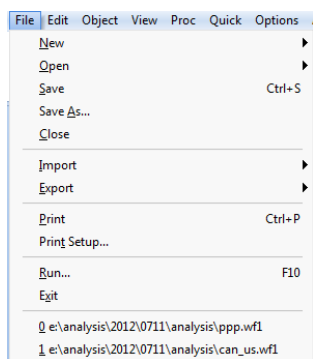 File Edit Object View Proc Quick Options
New
Open
Save Ctrl+S
Save As...
Close
Import
Export
Print Ctrl+P
Print Setup...
Run... F10
Exit
0 e:\analysis\2012\0711\analysis\ppp.wf1
1 e:\analysis\2012\0711\analysis\can_us.wf1